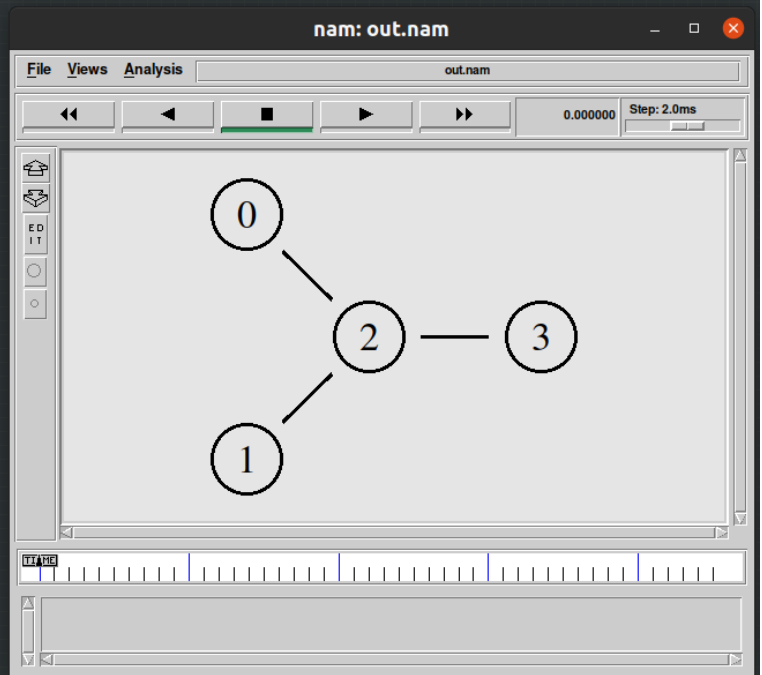 nam: out.nam
File Views Analysis out.nam
0.000000 Step: 2.0ms
ED
IT
0
2 3
1
TIME